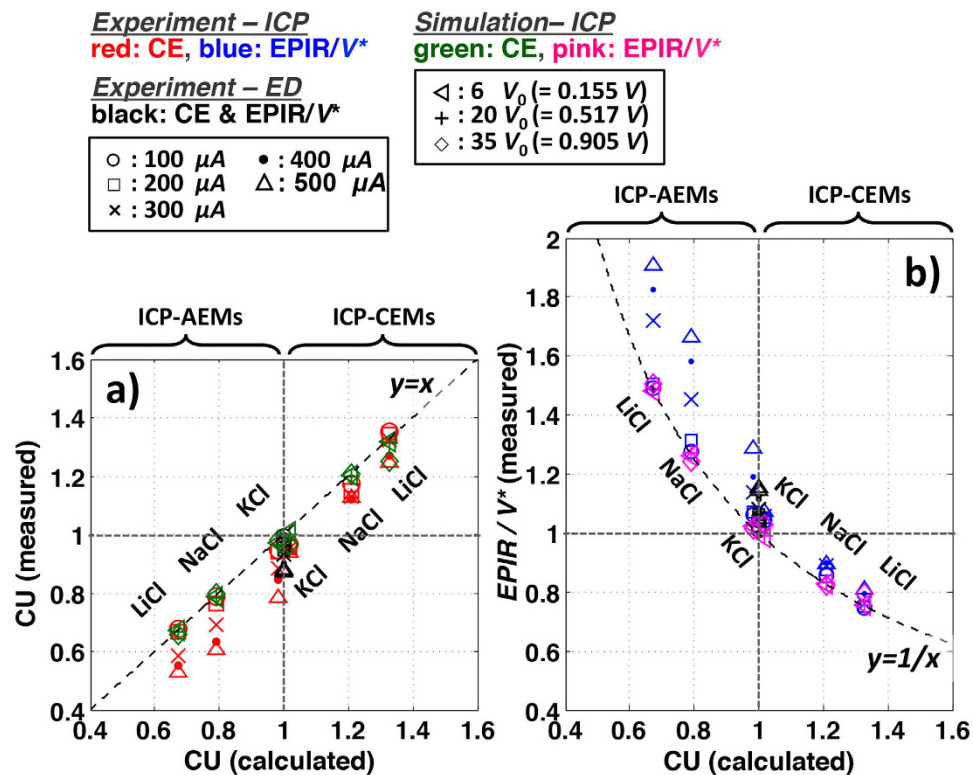 Experiment – ICP
red: CE, blue: EPIR/V*
Experiment – ED
black: CE & EPIR/V*
○ : 100 μA
● : 400 μA
□ : 200 μA
△ : 500 μA
× : 300 μA
Simulation– ICP
green: CE, pink: EPIR/V*
◁ : 6 V0 (= 0.155 V)
+ : 20 V0 (= 0.517 V)
◇ : 35 V0 (= 0.905 V)
ICP-AEMs
ICP-CEMs
a)
y=x
LiCl
NaCl
KCl
KCl
NaCl
LiCl
1.6
1.4
1.2
1
0.8
0.6
0.4
CU (measured)
0.4 0.6 0.8 1 1.2 1.4 1.6
CU (calculated)
ICP-AEMs
ICP-CEMs
b)
LiCl
NaCl
KCl
KCl
NaCl
LiCl
y=1/x
2
1.8
1.6
1.4
1.2
1
0.8
0.6
0.4
EPIR / V* (measured)
0.4 0.6 0.8 1 1.2 1.4 1.6
CU (calculated)